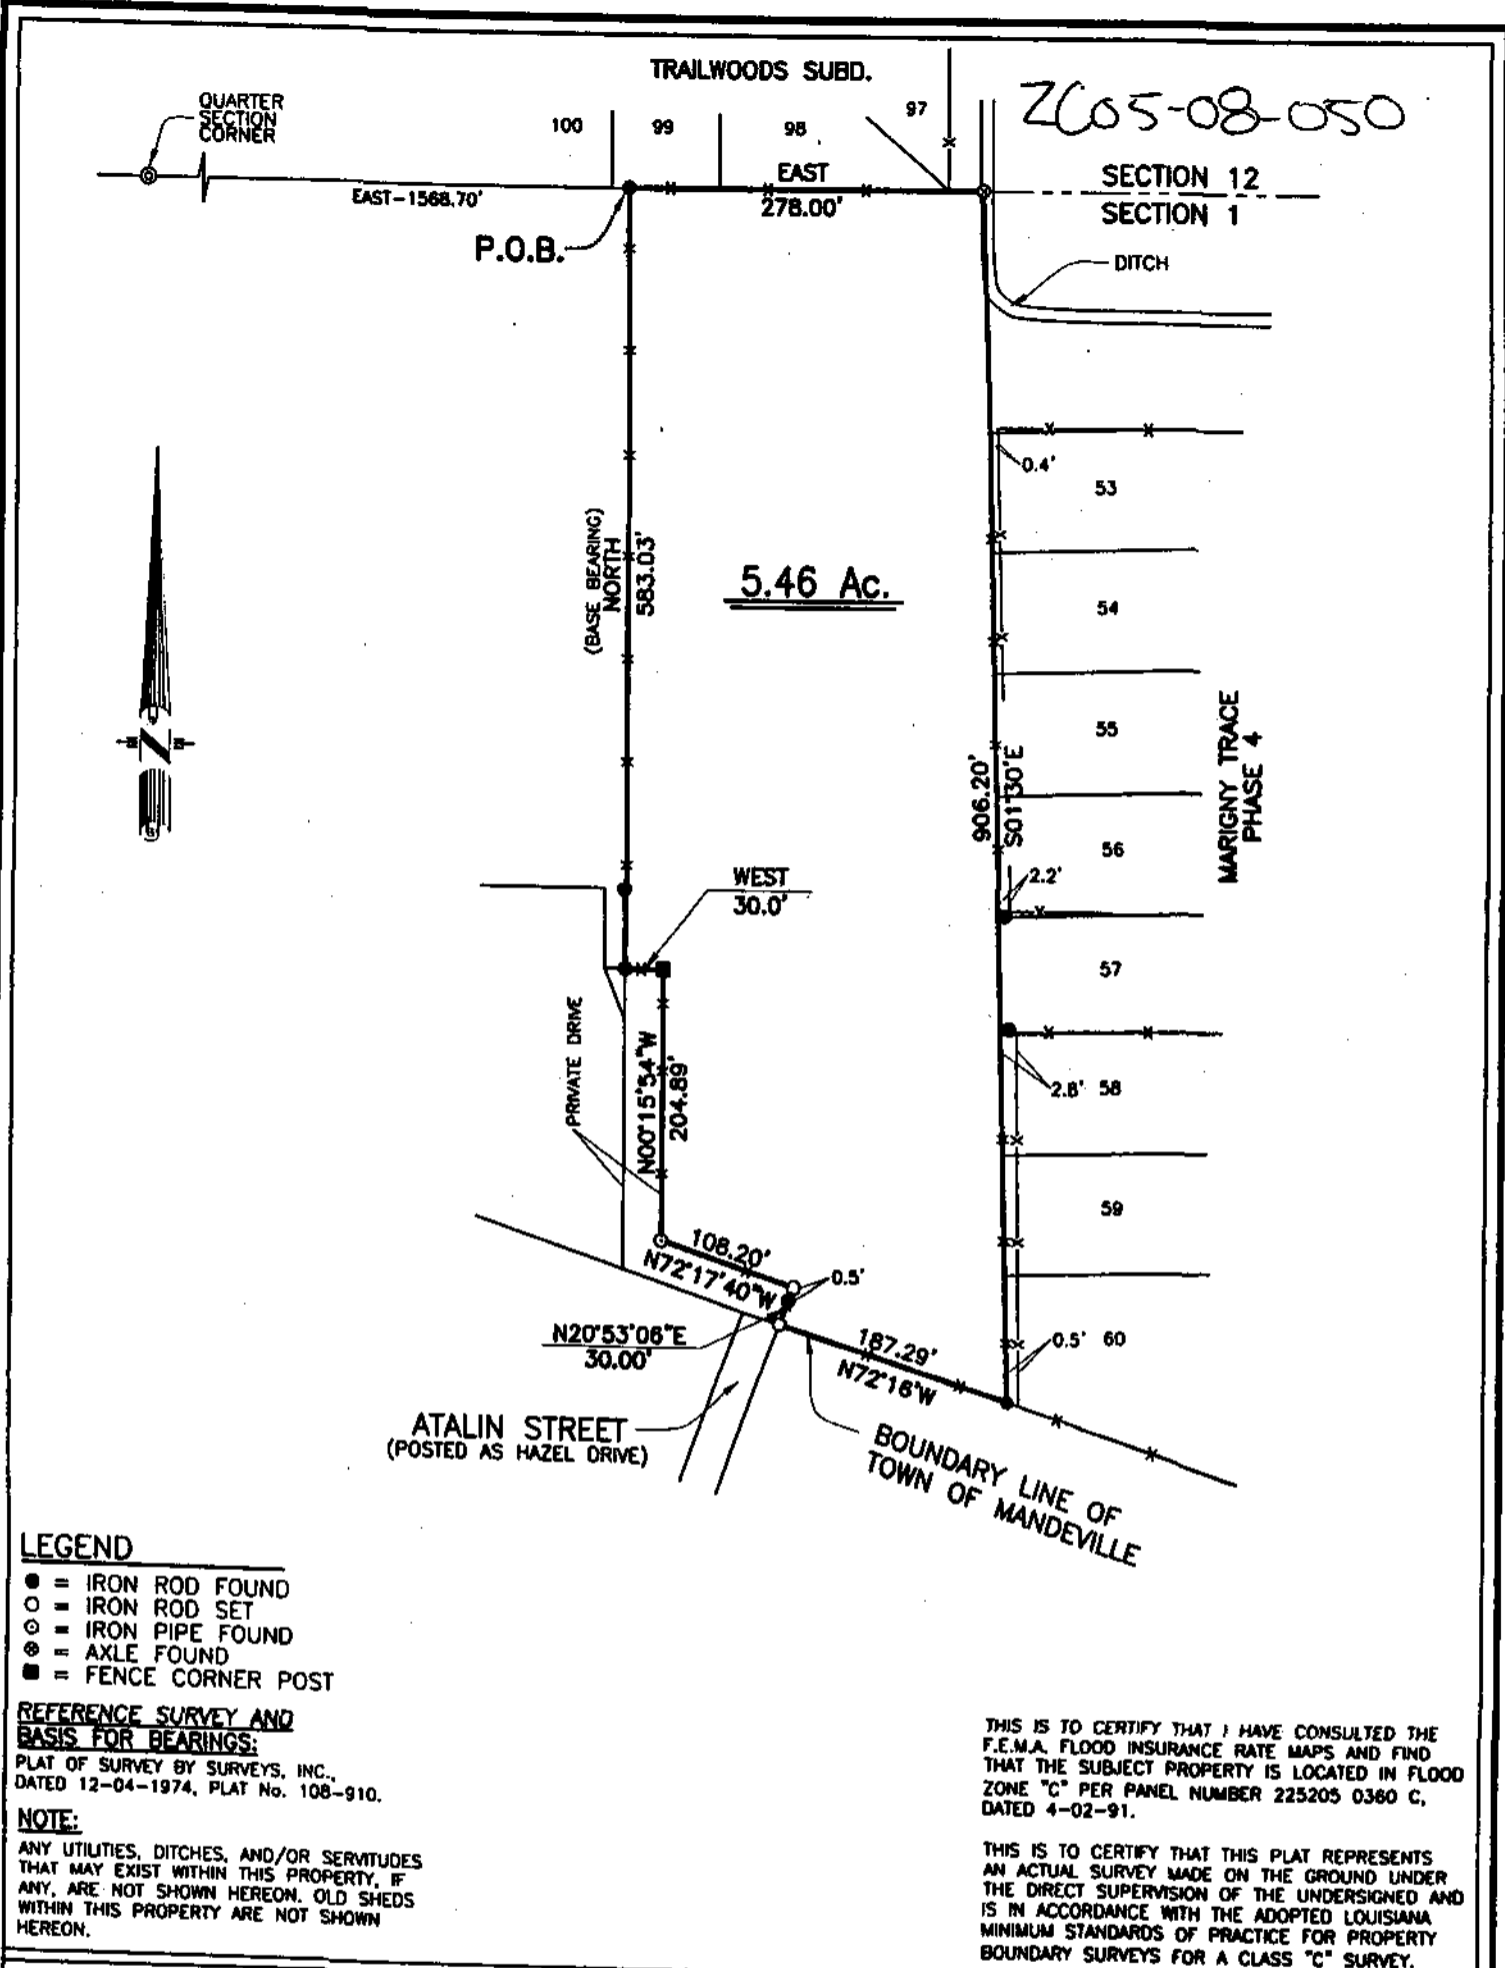 TRAILWOODS SUBD.
ZC05-08-050
QUARTER
SECTION
CORNER
100
99
98
97
EAST
278.00'
EAST-1568.70'
SECTION 12
SECTION 1
P.O.B.
DITCH
0.4'
53
(BASE BEARING)
NORTH
583.03'
5.46 Ac.
54
55
MARIGNY TRACE
PHASE 4
906.20'
S01°30'E
56
2.2'
WEST
30.0'
57
PRIVATE DRIVE
N00°15'54"W
204.89'
2.8'
58
59
108.20'
N72°17'40"W
0.5'
N20°53'06"E
30.00'
187.29'
N72°16'W
0.5'
60
ATALIN STREET
(POSTED AS HAZEL DRIVE)
BOUNDARY LINE OF
TOWN OF MANDEVILLE
LEGEND
● = IRON ROD FOUND
○ = IRON ROD SET
⊙ = IRON PIPE FOUND
⊗ = AXLE FOUND
■ = FENCE CORNER POST
REFERENCE SURVEY AND
BASIS FOR BEARINGS:
PLAT OF SURVEY BY SURVEYS, INC.,
DATED 12-04-1974, PLAT No. 108-910.
NOTE:
ANY UTILITIES, DITCHES, AND/OR SERVITUDES
THAT MAY EXIST WITHIN THIS PROPERTY, IF
ANY, ARE NOT SHOWN HEREON. OLD SHEDS
WITHIN THIS PROPERTY ARE NOT SHOWN
HEREON.
THIS IS TO CERTIFY THAT I HAVE CONSULTED THE
F.E.M.A. FLOOD INSURANCE RATE MAPS AND FIND
THAT THE SUBJECT PROPERTY IS LOCATED IN FLOOD
ZONE "C" PER PANEL NUMBER 225205 0360 C,
DATED 4-02-91.
THIS IS TO CERTIFY THAT THIS PLAT REPRESENTS
AN ACTUAL SURVEY MADE ON THE GROUND UNDER
THE DIRECT SUPERVISION OF THE UNDERSIGNED AND
IS IN ACCORDANCE WITH THE ADOPTED LOUISIANA
MINIMUM STANDARDS OF PRACTICE FOR PROPERTY
BOUNDARY SURVEYS FOR A CLASS "C" SURVEY.